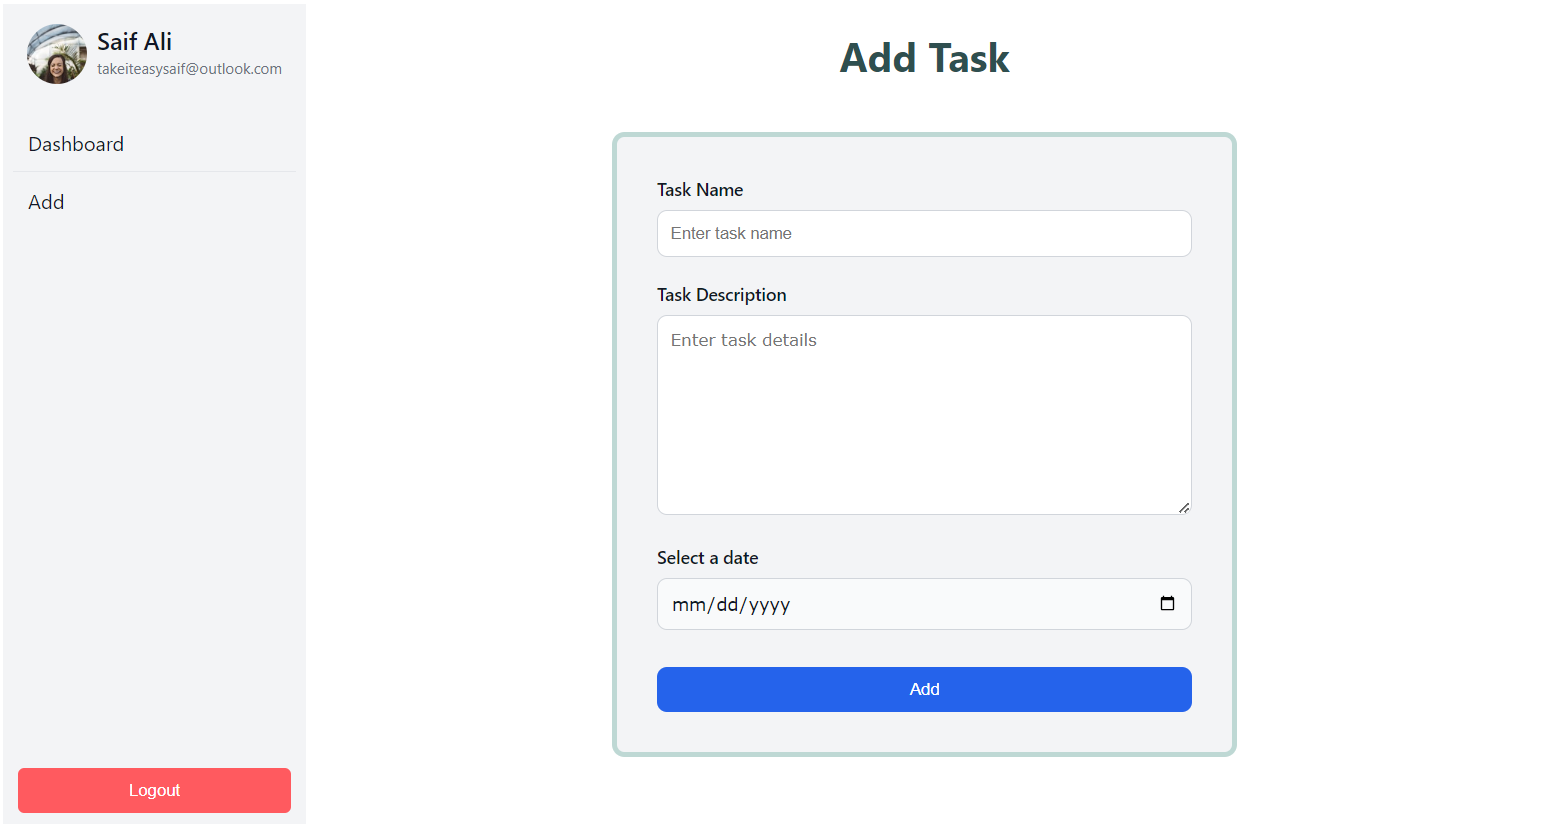 Saif Ali
takeiteasysaif@outlook.com
Dashboard
Add
Logout
Add Task
Task Name
Enter task name
Task Description
Enter task details
Select a date
mm/dd/yyyy
Add